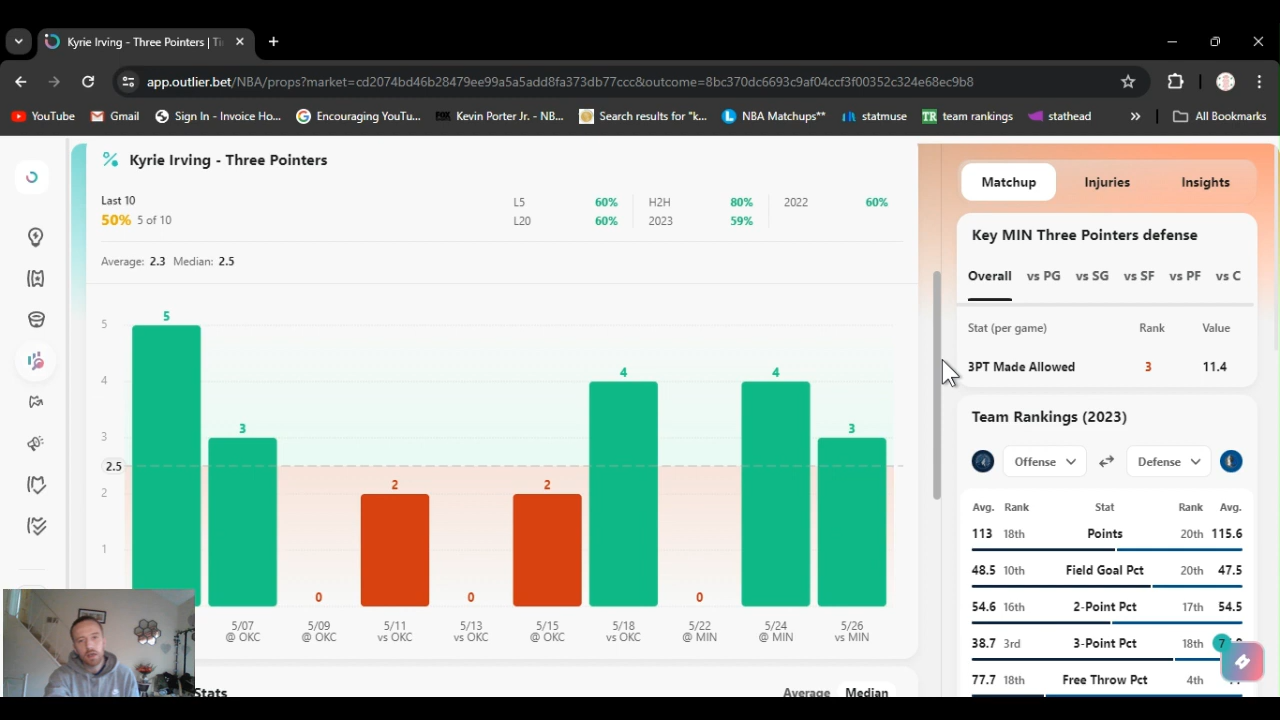 Kyrie Irving - Three Pointers | Ti
app.outlier.bet/NBA/props?market=cd2074bd46b28479ee99a5a5add8fa373db77ccc&outcome=8bc370dc6693c9af04ccf3f00352c324e68ec9b8
YouTube Gmail Sign In - Invoice Ho... Encouraging YouTu... Kevin Porter Jr. - NB... Search results for "k... NBA Matchups** statmuse TR team rankings stathead » All Bookmarks
Kyrie Irving - Three Pointers
Last 10
50% 5 of 10
L5 60% H2H 80% 2022 60%
L20 60% 2023 59%
Average: 2.3 Median: 2.5
5
4
3
2.5
2
1
5 3 0 2 0 2 4 0 4 3
5/07 @ OKC
5/09 @ OKC
5/11 vs OKC
5/13 vs OKC
5/15 @ OKC
5/18 vs OKC
5/22 @ MIN
5/24 @ MIN
5/26 vs MIN
Stats Average Median
Matchup Injuries Insights
Key MIN Three Pointers defense
Overall vs PG vs SG vs SF vs PF vs C
Stat (per game) Rank Value
3PT Made Allowed 3 11.4
Team Rankings (2023)
Offense Defense
Avg. Rank Stat Rank Avg.
113 18th Points 20th 115.6
48.5 10th Field Goal Pct 20th 47.5
54.6 16th 2-Point Pct 17th 54.5
38.7 3rd 3-Point Pct 18th
77.7 18th Free Throw Pct 4th